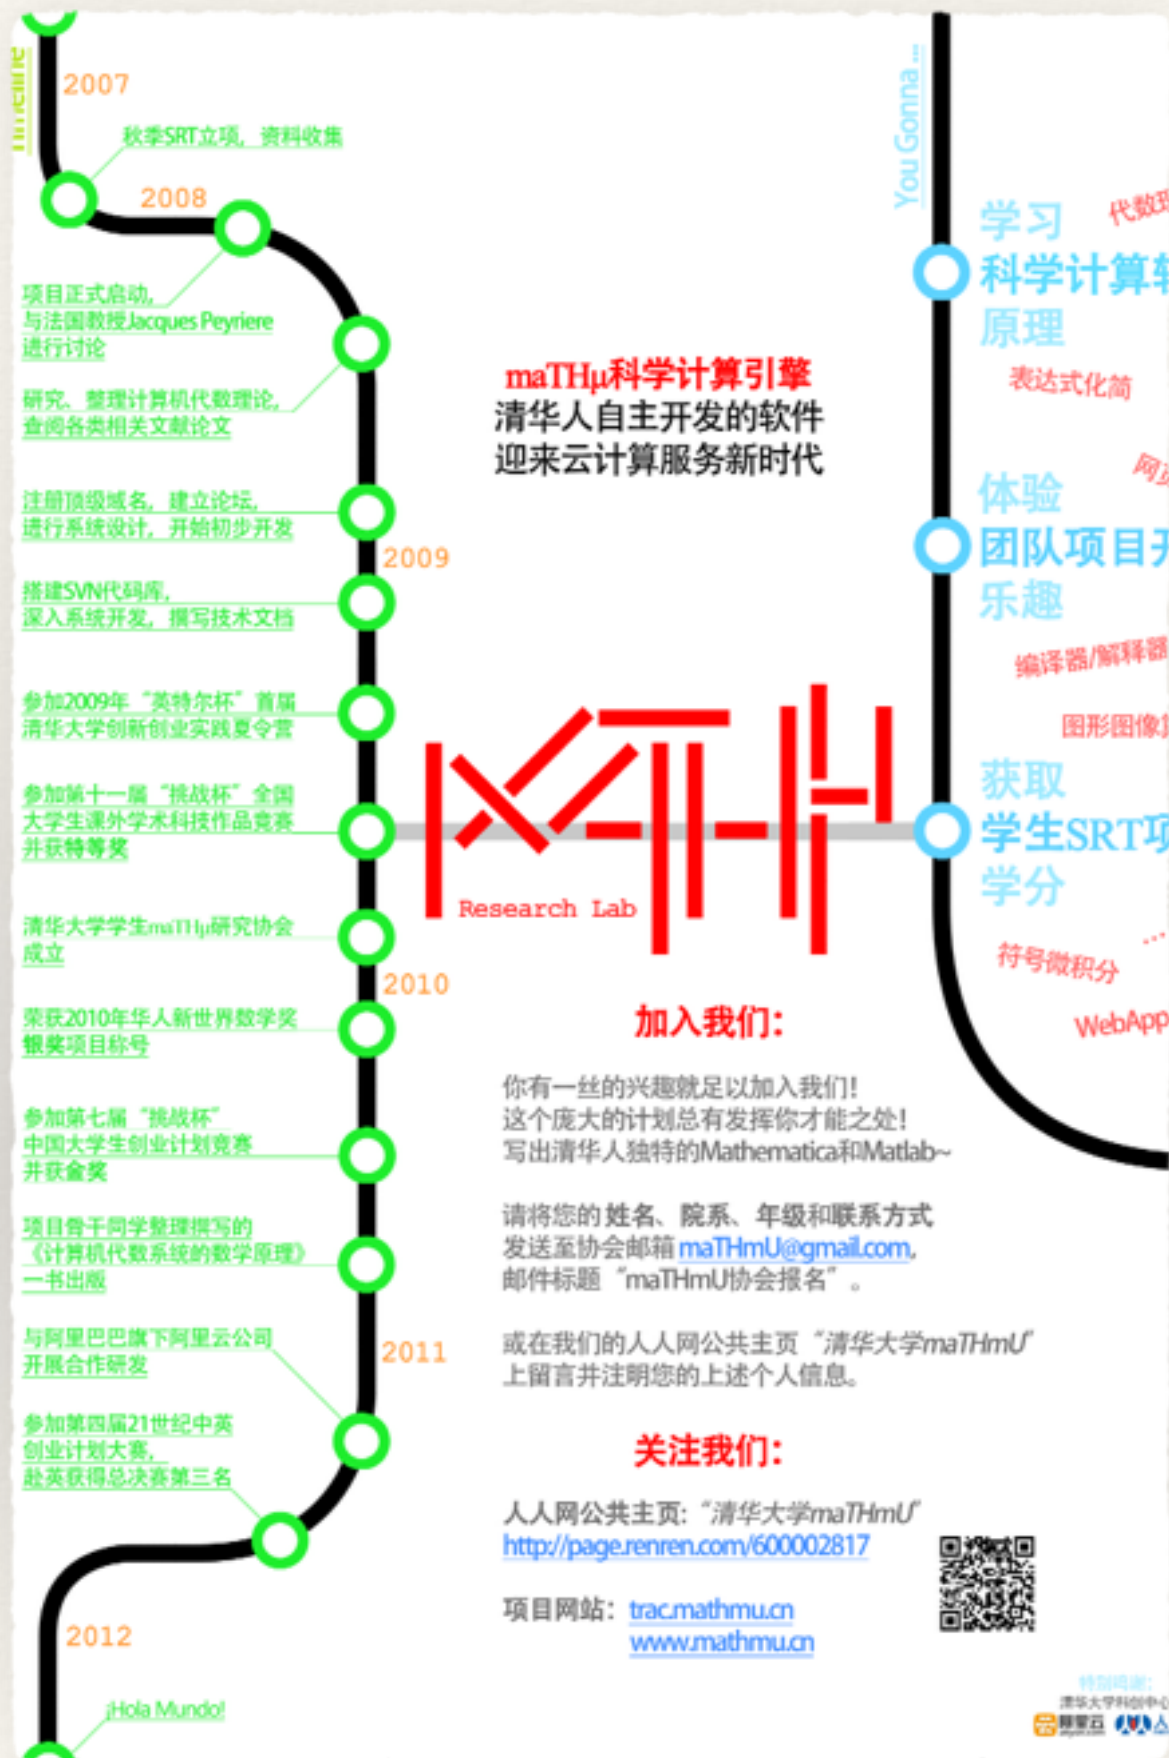 Timeline
2007
秋季SRT立项，资料收集
2008
项目正式启动，
与法国教授Jacques Peyriere
进行讨论
研究、整理计算机代数理论，
查阅各类相关文献论文
注册顶级域名，建立论坛，
进行系统设计，开始初步开发
2009
搭建SVN代码库，
深入系统开发，撰写技术文档
参加2009年“英特尔杯”首届
清华大学创新创业实践夏令营
参加第十一届“挑战杯”全国
大学生课外学术科技作品竞赛
并获特等奖
清华大学学生maTHμ研究协会
成立
2010
荣获2010年华人新世界数学奖
银奖项目称号
参加第七届“挑战杯”
中国大学生创业计划竞赛
并获金奖
项目骨干同学整理撰写的
《计算机代数系统的数学原理》
一书出版
2011
与阿里巴巴旗下阿里云公司
开展合作研发
参加第四届21世纪中英
创业计划大赛，
赴英获得总决赛第三名
2012
¡Hola Mundo!
maTHμ科学计算引擎
清华人自主开发的软件
迎来云计算服务新时代
Research Lab
加入我们：
你有一丝的兴趣就足以加入我们！
这个庞大的计划总有发挥你才能之处！
写出清华人独特的Mathematica和Matlab~
请将您的 姓名、院系、年级和联系方式
发送至协会邮箱 maTHmU@gmail.com,
邮件标题“maTHmU协会报名”。
或在我们的人人网公共主页“清华大学maTHmU”
上留言并注明您的上述个人信息。
关注我们：
人人网公共主页：“清华大学maTHmU”
http://page.renren.com/600002817
项目网站： trac.mathmu.cn
www.mathmu.cn
You Gonna ...
代数
学习
科学计算
原理
表达式化简
网
体验
团队项目
乐趣
编译器/解释器
图形图像
获取
学生SRT
学分
...
符号微积分
WebApp
特别鸣谢：
清华大学科创中心
阿里云
人